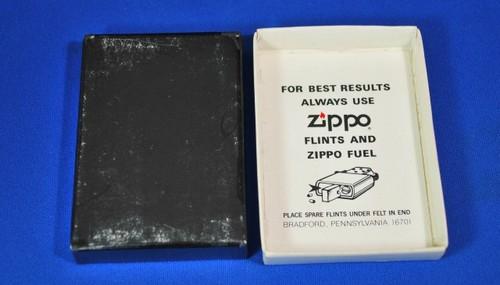 FOR BEST RESULTS
ALWAYS USE
Zippo®
FLINTS AND
ZIPPO FUEL
PLACE SPARE FLINTS UNDER FELT IN END
BRADFORD, PENNSYLVANIA 16701